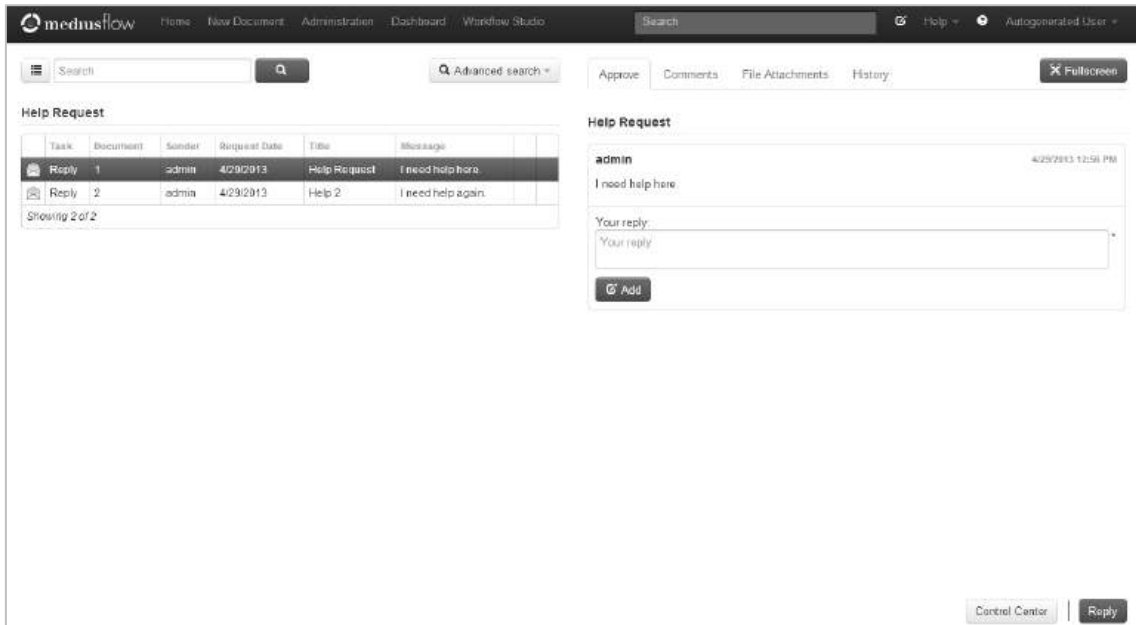 mediusflow Home New Document Administration Dashboard Workflow Studio Search Help Autogenerated User
Search Advanced search
Help Request
Task Document Sender Request Date Title Message
Reply 1 admin 4/29/2013 Help Request I need help here.
Reply 2 admin 4/29/2013 Help 2 I need help again.
Showing 2 of 2
Approve Comments File Attachments History Fullscreen
Help Request
admin 4/29/2013 12:56 PM
I need help here
Your reply:
Your reply *
Add
Control Center | Reply